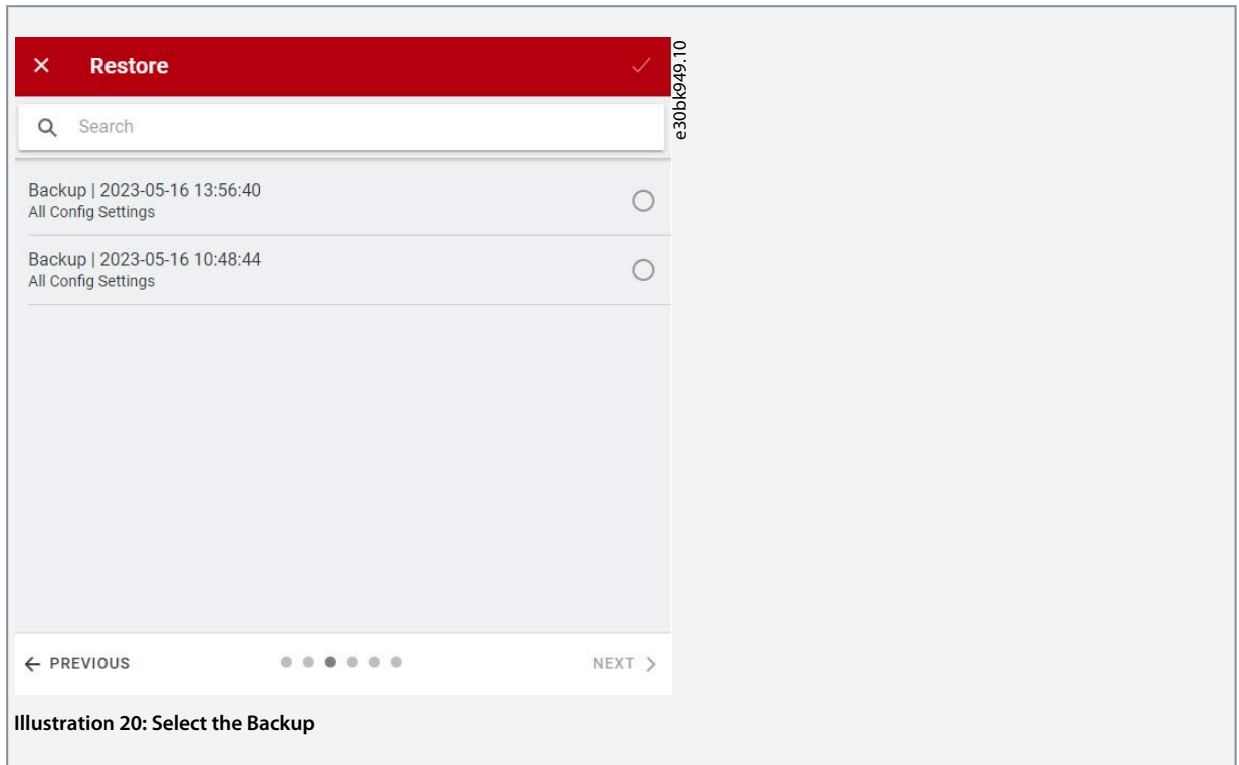 Restore
e30bk949.10
Search
Backup | 2023-05-16 13:56:40
All Config Settings
Backup | 2023-05-16 10:48:44
All Config Settings
PREVIOUS
NEXT
Illustration 20: Select the Backup